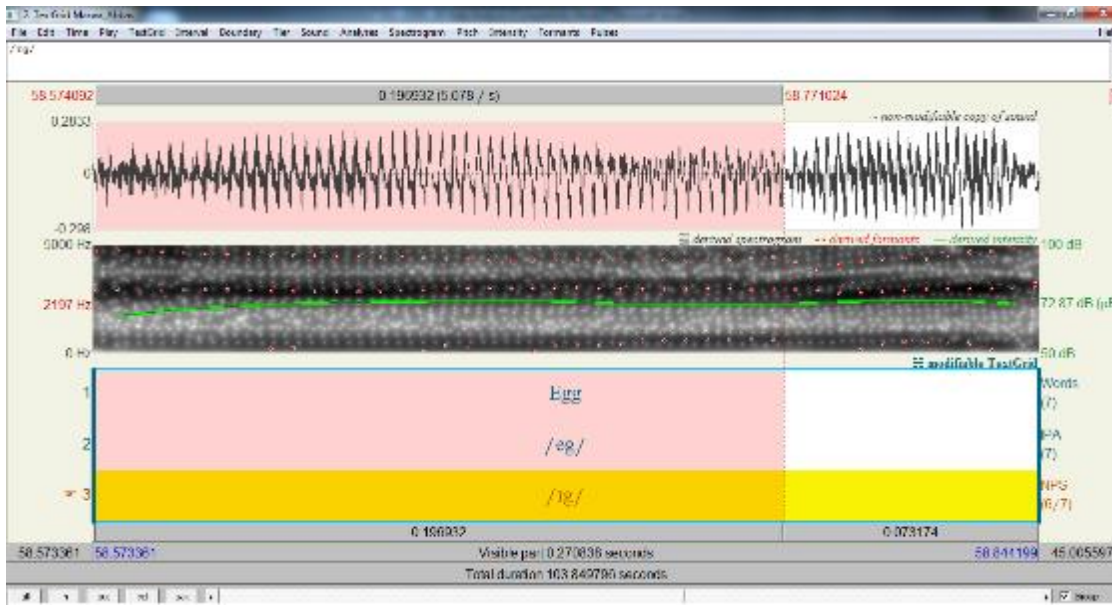 File Edit Time Play TextGrid Interval Boundary Tier Sound Analyses Spectrogram Pitch Intensity Formants Pulses
58.574092 0.196932 (5.078 / s) 58.771024
non-modifiable copy of sound
0.2833
0
-0.298
derived spectrogram derived formants derived intensity
5000 Hz 100 dB
2197 Hz 72.87 dB
0 Hz 50 dB
modifiable TextGrid
1 Egg Words (7)
2 /eg/ IPA (7)
3 /ɪg/ NPS (6/7)
0.196932 0.073174
58.573361 58.573361 Visible part 0.270838 seconds 58.844199 45.005597
Total duration 103.849796 seconds